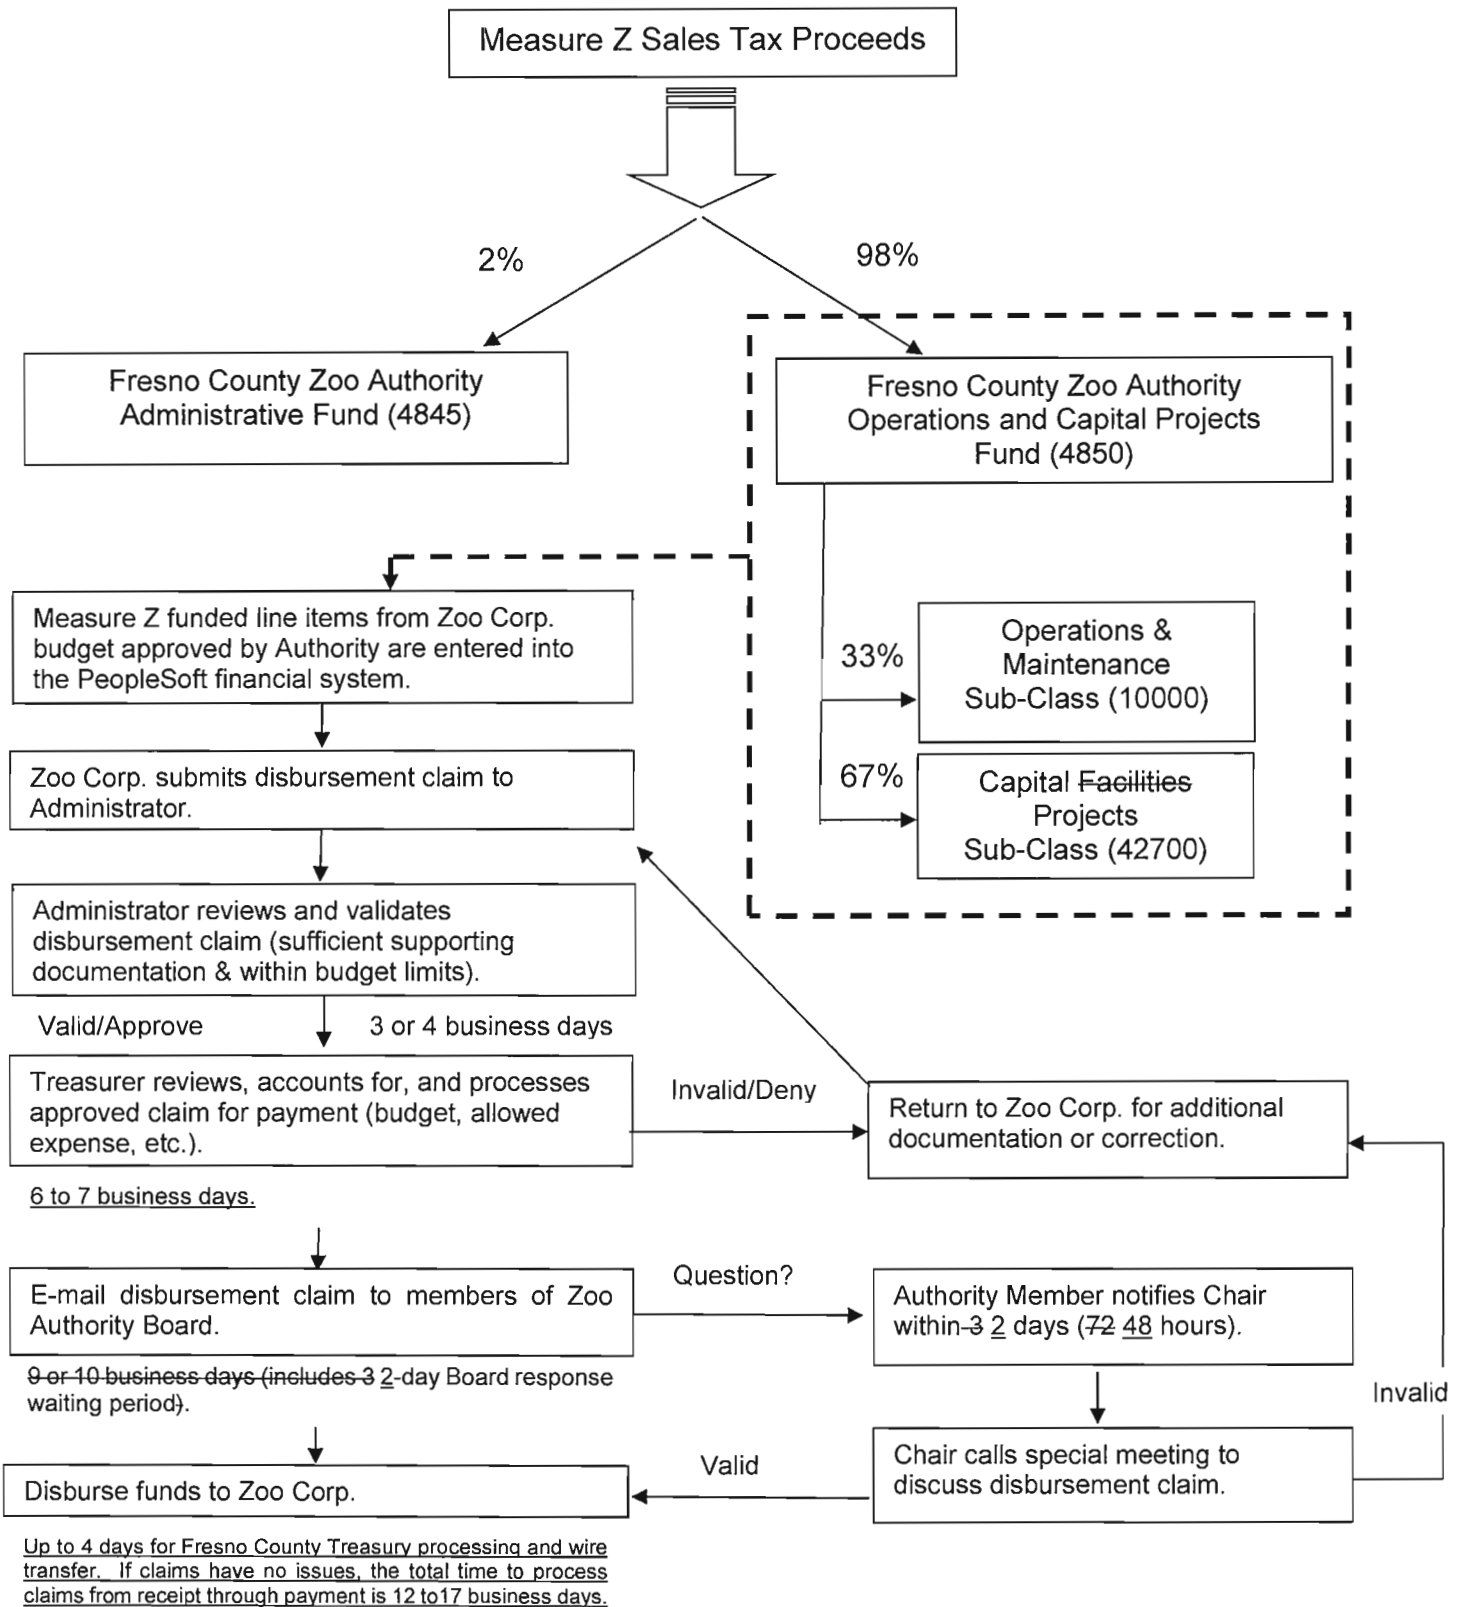 Measure Z Sales Tax Proceeds
2%
98%
Fresno County Zoo Authority
Administrative Fund (4845)
Fresno County Zoo Authority
Operations and Capital Projects
Fund (4850)
Measure Z funded line items from Zoo Corp.
budget approved by Authority are entered into
the PeopleSoft financial system.
33%
Operations &
Maintenance
Sub-Class (10000)
67%
Capital Facilities
Projects
Sub-Class (42700)
Zoo Corp. submits disbursement claim to
Administrator.
Administrator reviews and validates
disbursement claim (sufficient supporting
documentation & within budget limits).
Valid/Approve
3 or 4 business days
Treasurer reviews, accounts for, and processes
approved claim for payment (budget, allowed
expense, etc.).
Invalid/Deny
Return to Zoo Corp. for additional
documentation or correction.
6 to 7 business days.
E-mail disbursement claim to members of Zoo
Authority Board.
Question?
Authority Member notifies Chair
within 3 2 days (72 48 hours).
9 or 10 business days (includes 3 2-day Board response
waiting period).
Invalid
Chair calls special meeting to
discuss disbursement claim.
Valid
Disburse funds to Zoo Corp.
Up to 4 days for Fresno County Treasury processing and wire
transfer. If claims have no issues, the total time to process
claims from receipt through payment is 12 to17 business days.